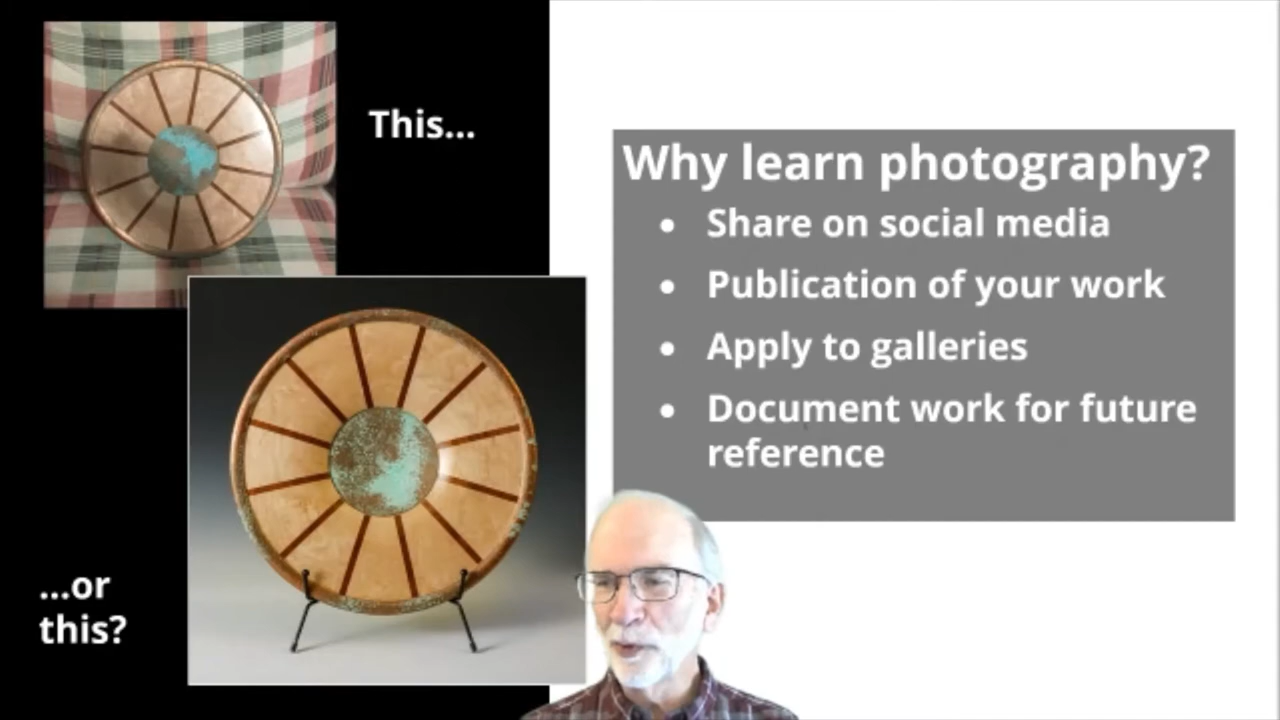 This...
...or
this?
Why learn photography?
• Share on social media
• Publication of your work
• Apply to galleries
• Document work for future
reference